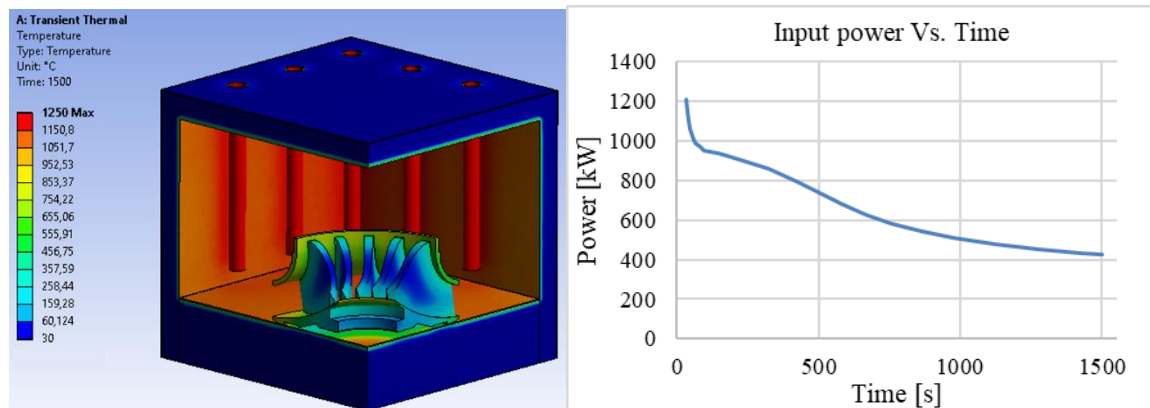 A: Transient Thermal
Temperature
Type: Temperature
Unit: °C
Time: 1500
1250 Max
1150,8
1051,7
952,53
853,37
754,22
655,06
555,91
456,75
357,59
258,44
159,28
60,124
30
Input power Vs. Time
Power [kW]
1400
1200
1000
800
600
400
200
0
0 500 1000 1500
Time [s]